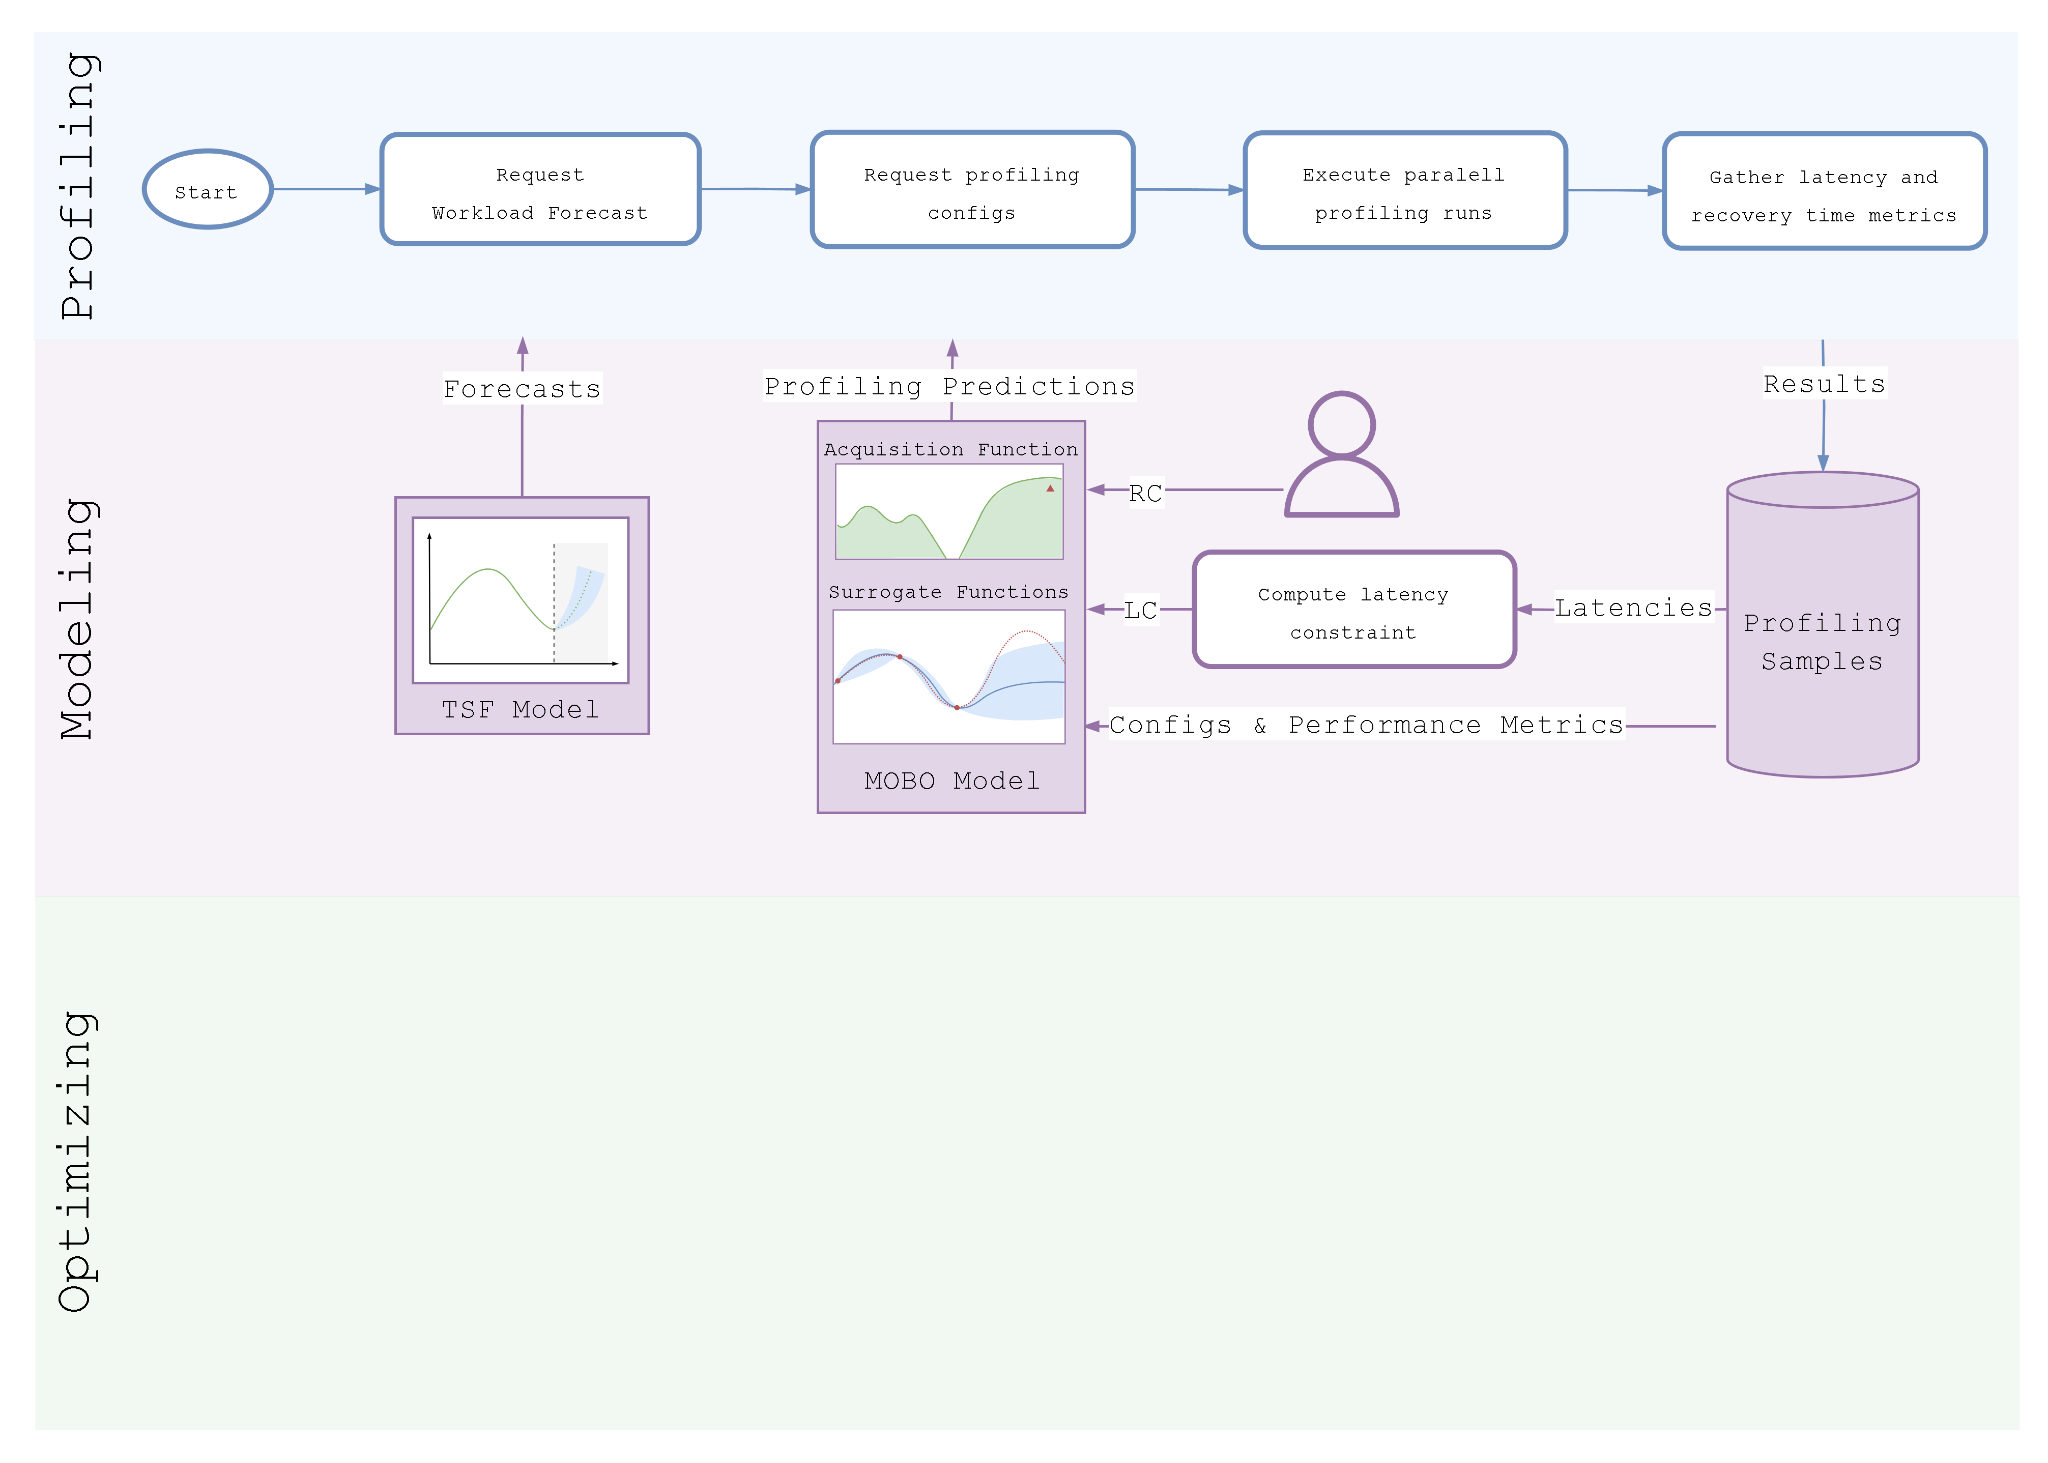 Profiling
Start
Request
Workload Forecast
Request profiling
configs
Execute paralell
profiling runs
Gather latency and
recovery time metrics
Modeling
Forecasts
Profiling Predictions
Results
Acquisition Function
RC
Surrogate Functions
LC
Compute latency
constraint
Latencies
Profiling
Samples
TSF Model
Configs & Performance Metrics
MOBO Model
Optimizing